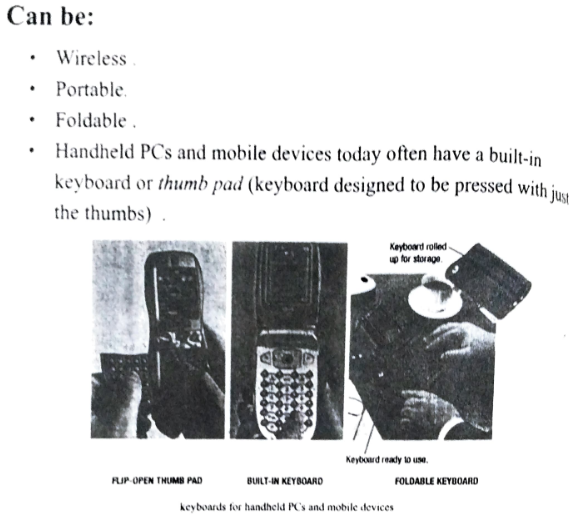 Can be:
• Wireless .
• Portable.
• Foldable .
• Handheld PCs and mobile devices today often have a built-in
keyboard or thumb pad (keyboard designed to be pressed with just
the thumbs) .
Keyboard rolled
up for storage.
Keyboard ready to use.
FLIP-OPEN THUMB PAD BUILT-IN KEYBOARD FOLDABLE KEYBOARD
keyboards for handheld PCs and mobile devices